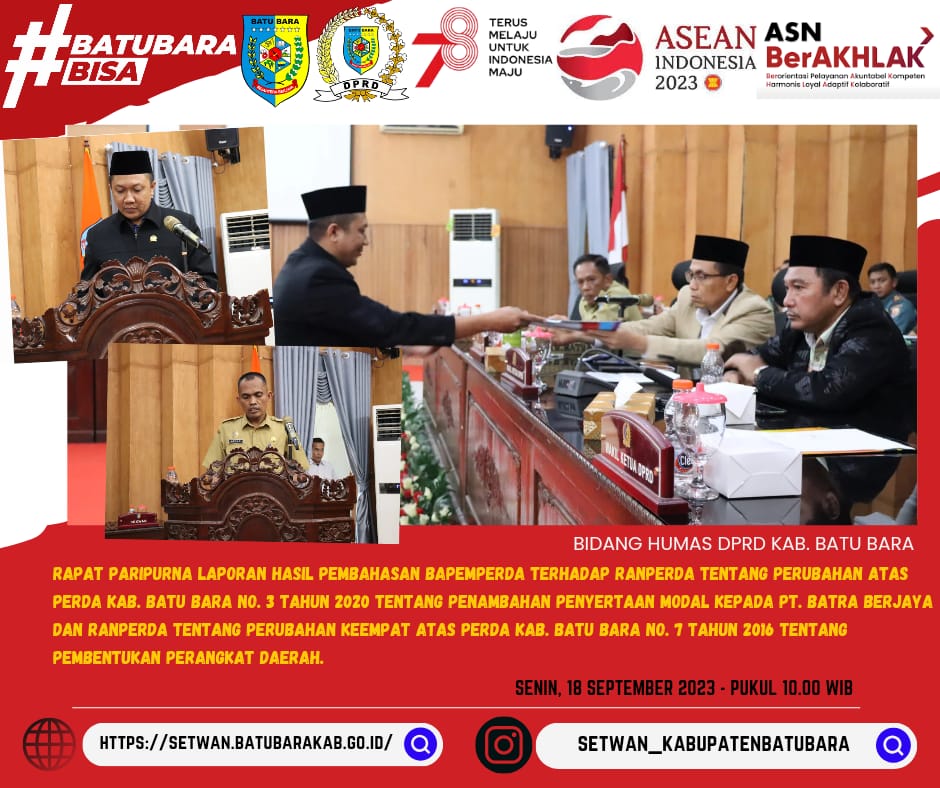 #BATUBARA
BISA
BATU BARA
BATU BARA
DPRD
78
TERUS
MELAJU
UNTUK
INDONESIA
MAJU
ASEAN
INDONESIA
2023
ASN
BerAKHLAK
Berorientasi Pelayanan Akuntabel Kompeten
Harmonis Loyal Adaptif Kolaboratif
WAKIL KETUA DPRD
BIDANG HUMAS DPRD KAB. BATU BARA
RAPAT PARIPURNA LAPORAN HASIL PEMBAHASAN BAPEMPERDA TERHADAP RANPERDA TENTANG PERUBAHAN ATAS
PERDA KAB. BATU BARA NO. 3 TAHUN 2020 TENTANG PENAMBAHAN PENYERTAAN MODAL KEPADA PT. BATRA BERJAYA
DAN RANPERDA TENTANG PERUBAHAN KEEMPAT ATAS PERDA KAB. BATU BARA NO. 7 TAHUN 2016 TENTANG
PEMBENTUKAN PERANGKAT DAERAH.
SENIN, 18 SEPTEMBER 2023 - PUKUL 10.00 WIB
HTTPS://SETWAN.BATUBARAKAB.GO.ID/
SETWAN_KABUPATENBATUBARA